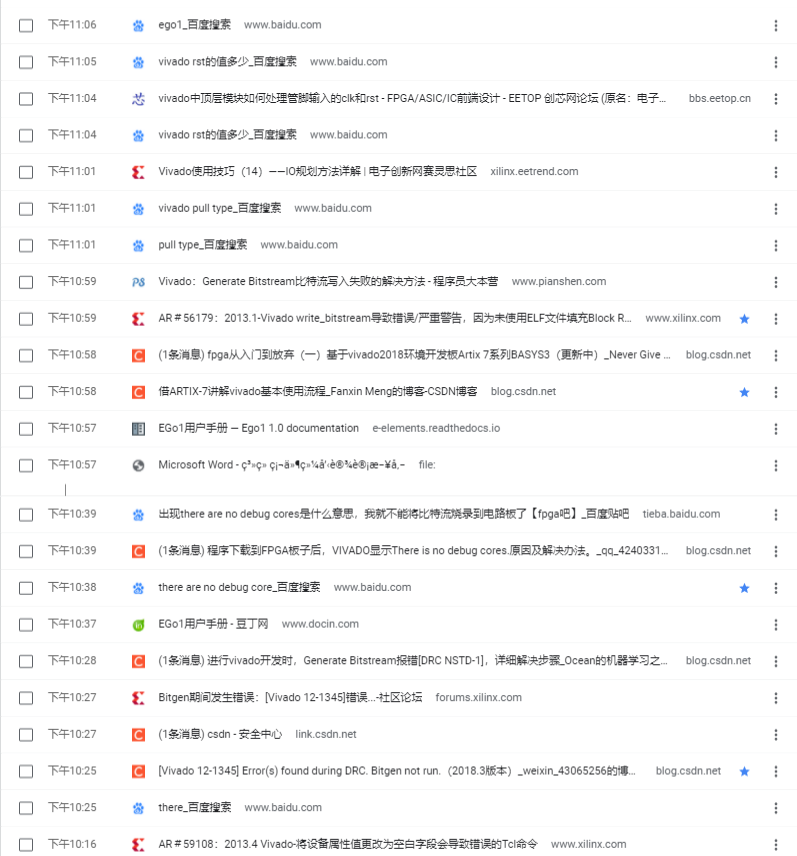 下午11:06 ego1_百度搜索 www.baidu.com
下午11:05 vivado rst的值多少_百度搜索 www.baidu.com
下午11:04 vivado中顶层模块如何处理管脚输入的clk和rst - FPGA/ASIC/IC前端设计 - EETOP 创芯网论坛 (原名：电子... bbs.eetop.cn
下午11:04 vivado rst的值多少_百度搜索 www.baidu.com
下午11:01 Vivado使用技巧（14）——IO规划方法详解 | 电子创新网赛灵思社区 xilinx.eetrend.com
下午11:01 vivado pull type_百度搜索 www.baidu.com
下午11:01 pull type_百度搜索 www.baidu.com
下午10:59 Vivado：Generate Bitstream比特流写入失败的解决方法 - 程序员大本营 www.pianshen.com
下午10:59 AR＃56179：2013.1-Vivado write_bitstream导致错误/严重警告，因为未使用ELF文件填充Block R... www.xilinx.com
下午10:58 (1条消息) fpga从入门到放弃（一）基于vivado2018环境开发板Artix 7系列BASYS3（更新中）_Never Give ... blog.csdn.net
下午10:58 借ARTIX-7讲解vivado基本使用流程_Fanxin Meng的博客-CSDN博客 blog.csdn.net
下午10:57 EGo1用户手册 — Ego1 1.0 documentation e-elements.readthedocs.io
下午10:57 Microsoft Word - ç³»ç» ç¡¬ä»¶ç»¼å'è®¾è®¡æ–¥å‚– file:
下午10:39 出现there are no debug cores是什么意思，我就不能将比特流烧录到电路板了【fpga吧】_百度贴吧 tieba.baidu.com
下午10:39 (1条消息) 程序下载到FPGA板子后，VIVADO显示There is no debug cores.原因及解决办法。_qq_4240331... blog.csdn.net
下午10:38 there are no debug core_百度搜索 www.baidu.com
下午10:37 EGo1用户手册 - 豆丁网 www.docin.com
下午10:28 (1条消息) 进行vivado开发时，Generate Bitstream报错[DRC NSTD-1]，详细解决步骤_Ocean的机器学习之... blog.csdn.net
下午10:27 Bitgen期间发生错误：[Vivado 12-1345]错误...-社区论坛 forums.xilinx.com
下午10:27 (1条消息) csdn - 安全中心 link.csdn.net
下午10:25 [Vivado 12-1345] Error(s) found during DRC. Bitgen not run.（2018.3版本）_weixin_43065256的博... blog.csdn.net
下午10:25 there_百度搜索 www.baidu.com
下午10:16 AR＃59108：2013.4 Vivado-将设备属性值更改为空白字段会导致错误的Tcl命令 www.xilinx.com